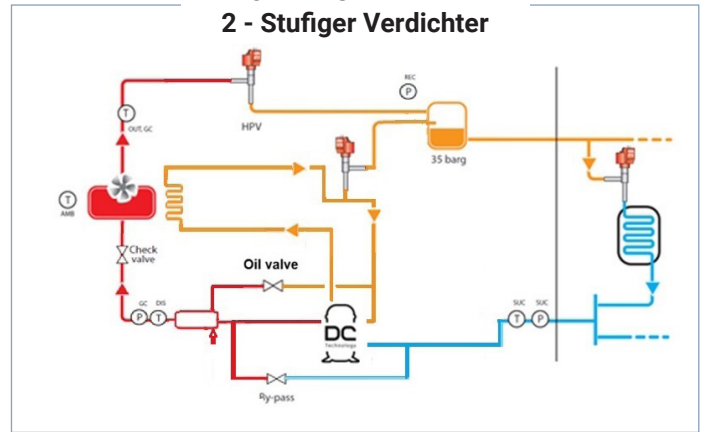 2 - Stufiger Verdichter
REC
P
HPV
T
OUT, GC
35 barg
T
AMB
Check
valve
Oil valve
GC DIS
P T
DC
Technology
SUC SUC
T P
Ry-pass